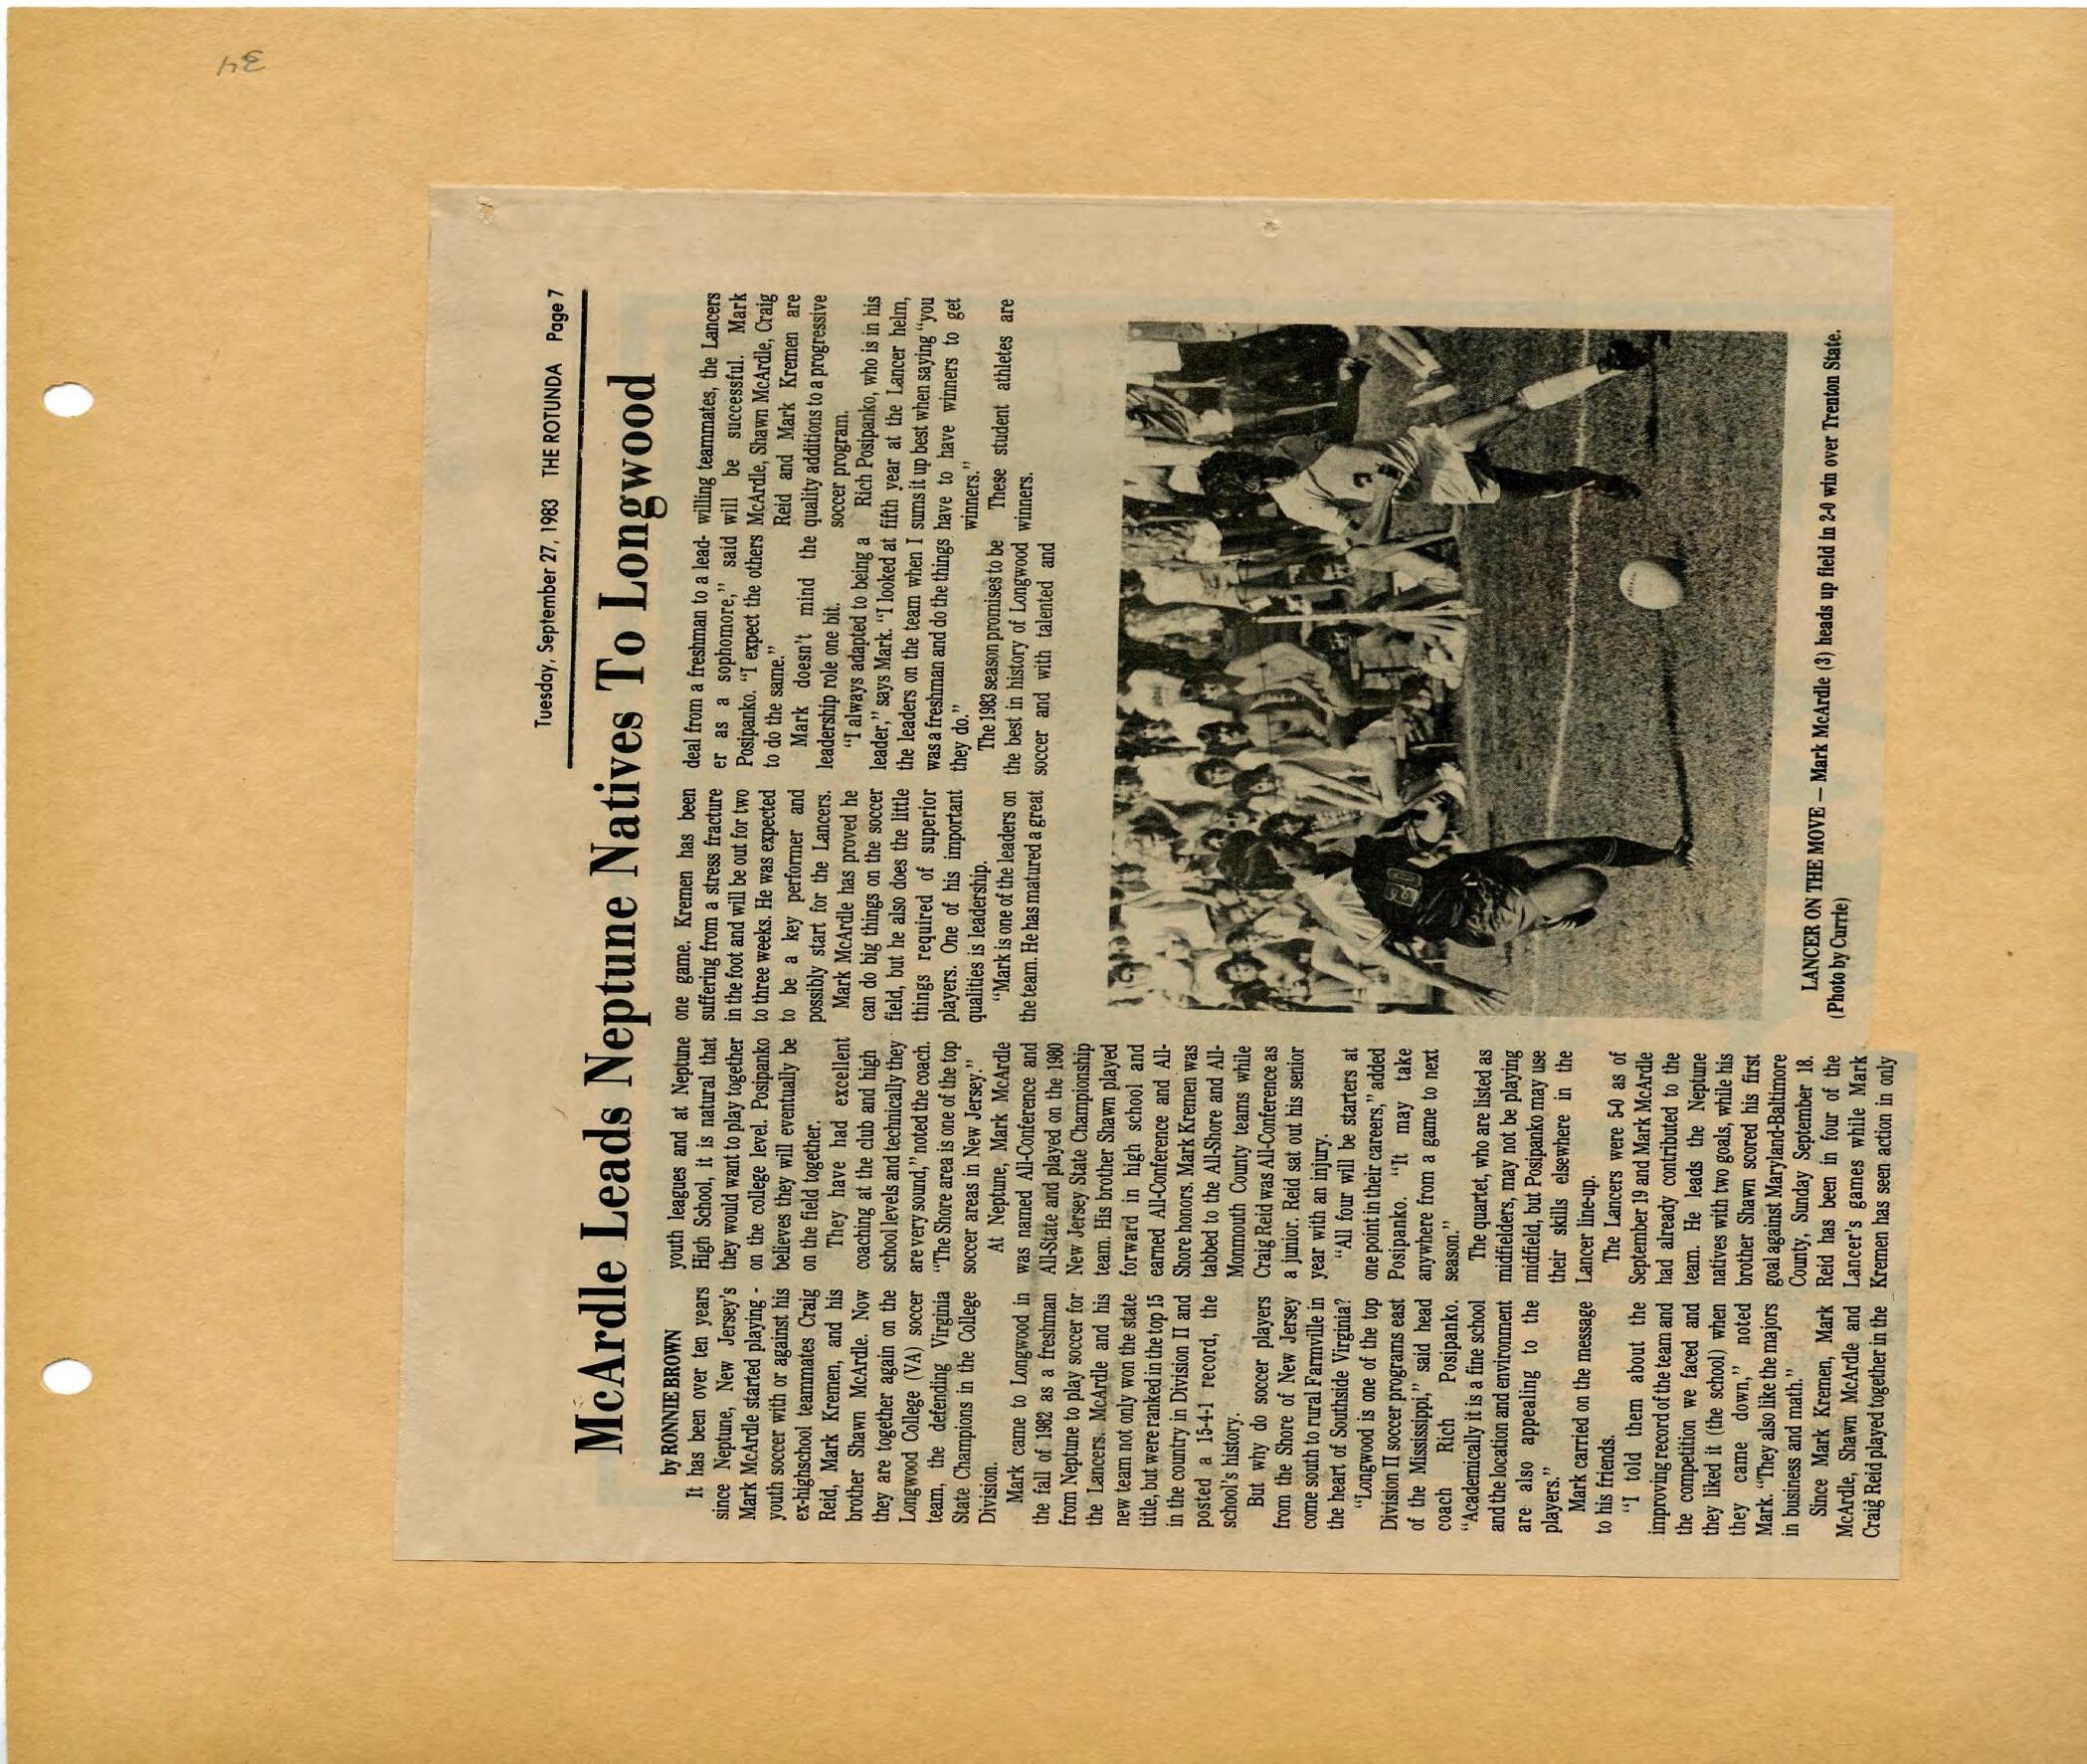 34
Tuesday, September 27, 1983 THE ROTUNDA Page 7
McArdle Leads Neptune Natives To Longwood
by RONNIE BROWN
It has been over ten years
since Neptune, New Jersey's
Mark McArdle started playing -
youth soccer with or against his
ex-highschool teammates Craig
Reid, Mark Kremen, and his
brother Shawn McArdle. Now
they are together again on the
Longwood College (VA) soccer
team, the defending Virginia
State Champions in the College
Division.
Mark came to Longwood in
the fall of 1982 as a freshman
from Neptune to play soccer for
the Lancers. McArdle and his
new team not only won the state
title, but were ranked in the top 15
in the country in Division II and
posted a 15-4-1 record, the
school's history.
But why do soccer players
from the Shore of New Jersey
come south to rural Farmville in
the heart of Southside Virginia?
"Longwood is one of the top
Division II soccer programs east
of the Mississippi," said head
coach Rich Posipanko.
"Academically it is a fine school
and the location and environment
are also appealing to the
players."
Mark carried on the message
to his friends.
"I told them about the
improving record of the team and
the competition we faced and
they liked it (the school) when
they came down," noted
Mark. "They also like the majors
in business and math."
Since Mark Kremen, Mark
McArdle, Shawn McArdle and
Craig Reid played together in the
youth leagues and at Neptune
High School, it is natural that
they would want to play together
on the college level. Posipanko
believes they will eventually be
on the field together.
They have had excellent
coaching at the club and high
school levels and technically they
are very sound," noted the coach.
"The Shore area is one of the top
soccer areas in New Jersey."
At Neptune, Mark McArdle
was named All-Conference and
All-State and played on the 1980
New Jersey State Championship
team. His brother Shawn played
forward in high school and
earned All-Conference and All-
Shore honors. Mark Kremen was
tabbed to the All-Shore and All-
Monmouth County teams while
Craig Reid was All-Conference as
a junior. Reid sat out his senior
year with an injury.
"All four will be starters at
one point in their careers," added
Posipanko. "It may take
anywhere from a game to next
season."
The quartet, who are listed as
midfielders, may not be playing
midfield, but Posipanko may use
their skills elsewhere in the
Lancer line-up.
The Lancers were 5-0 as of
September 19 and Mark McArdle
had already contributed to the
team. He leads the Neptune
natives with two goals, while his
brother Shawn scored his first
goal against Maryland-Baltimore
County, Sunday September 18.
Reid has been in four of the
Lancer's games while Mark
Kremen has seen action in only
one game. Kremen has been
suffering from a stress fracture
in the foot and will be out for two
to three weeks. He was expected
to be a key performer and
possibly start for the Lancers.
Mark McArdle has proved he
can do big things on the soccer
field, but he also does the little
things required of superior
players. One of his important
qualities is leadership.
"Mark is one of the leaders on
the team. He has matured a great
deal from a freshman to a lead-
er as a sophomore," said
Posipanko. "I expect the others
to do the same."
Mark doesn't mind the
leadership role one bit.
"I always adapted to being a
leader," says Mark. "I looked at
the leaders on the team when I
was a freshman and do the things
they do."
The 1983 season promises to be
the best in history of Longwood
soccer and with talented and
willing teammates, the Lancers
will be successful. Mark
McArdle, Shawn McArdle, Craig
Reid and Mark Kremen are
quality additions to a progressive
soccer program.
Rich Posipanko, who is in his
fifth year at the Lancer helm,
sums it up best when saying "you
have to have winners to get
winners."
These student athletes are
winners.
3
LANCER ON THE MOVE — Mark McArdle (3) heads up field in 2-0 win over Trenton State.
(Photo by Currie)